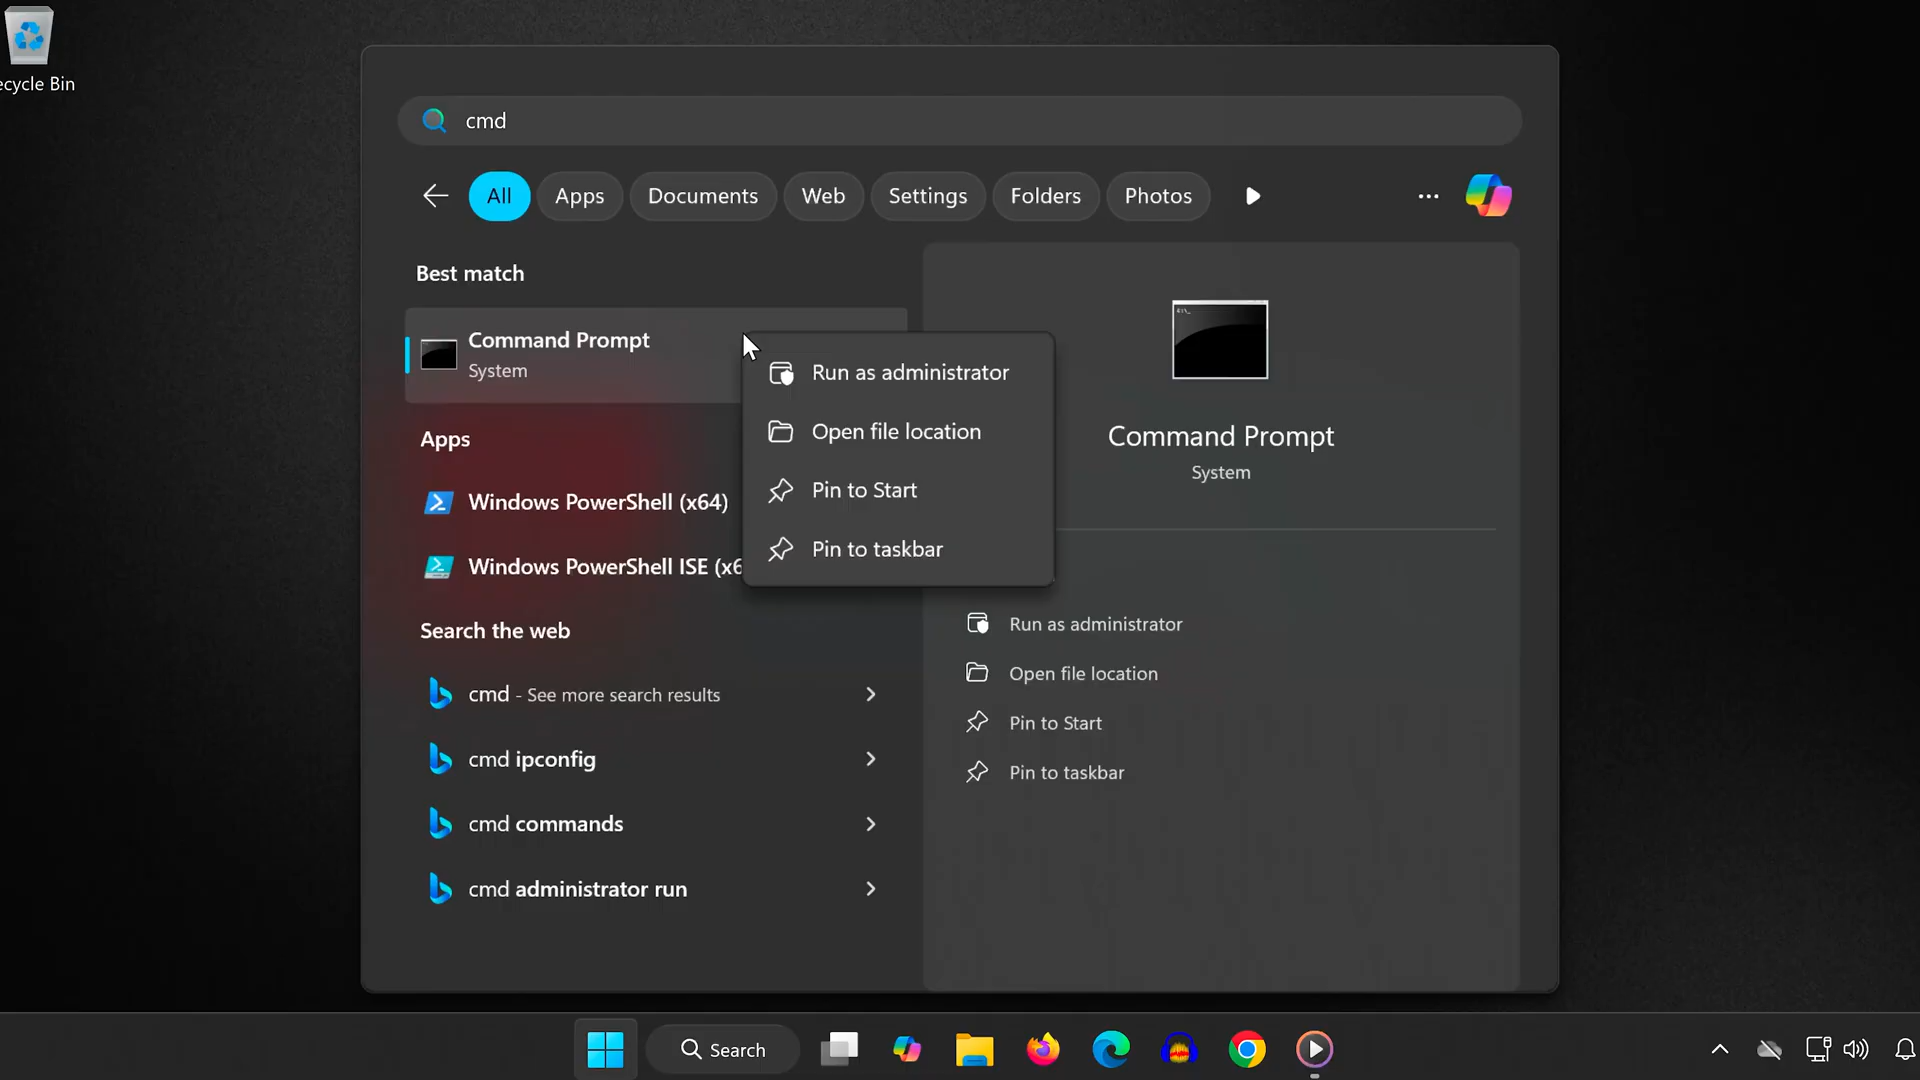 ecycle Bin
cmd
All
Apps
Documents
Web
Settings
Folders
Photos
Best match
Command Prompt
System
Apps
Windows PowerShell (x64)
Windows PowerShell ISE (x6
Search the web
cmd - See more search results
cmd ipconfig
cmd commands
cmd administrator run
Run as administrator
Open file location
Pin to Start
Pin to taskbar
Command Prompt
System
Run as administrator
Open file location
Pin to Start
Pin to taskbar
Search